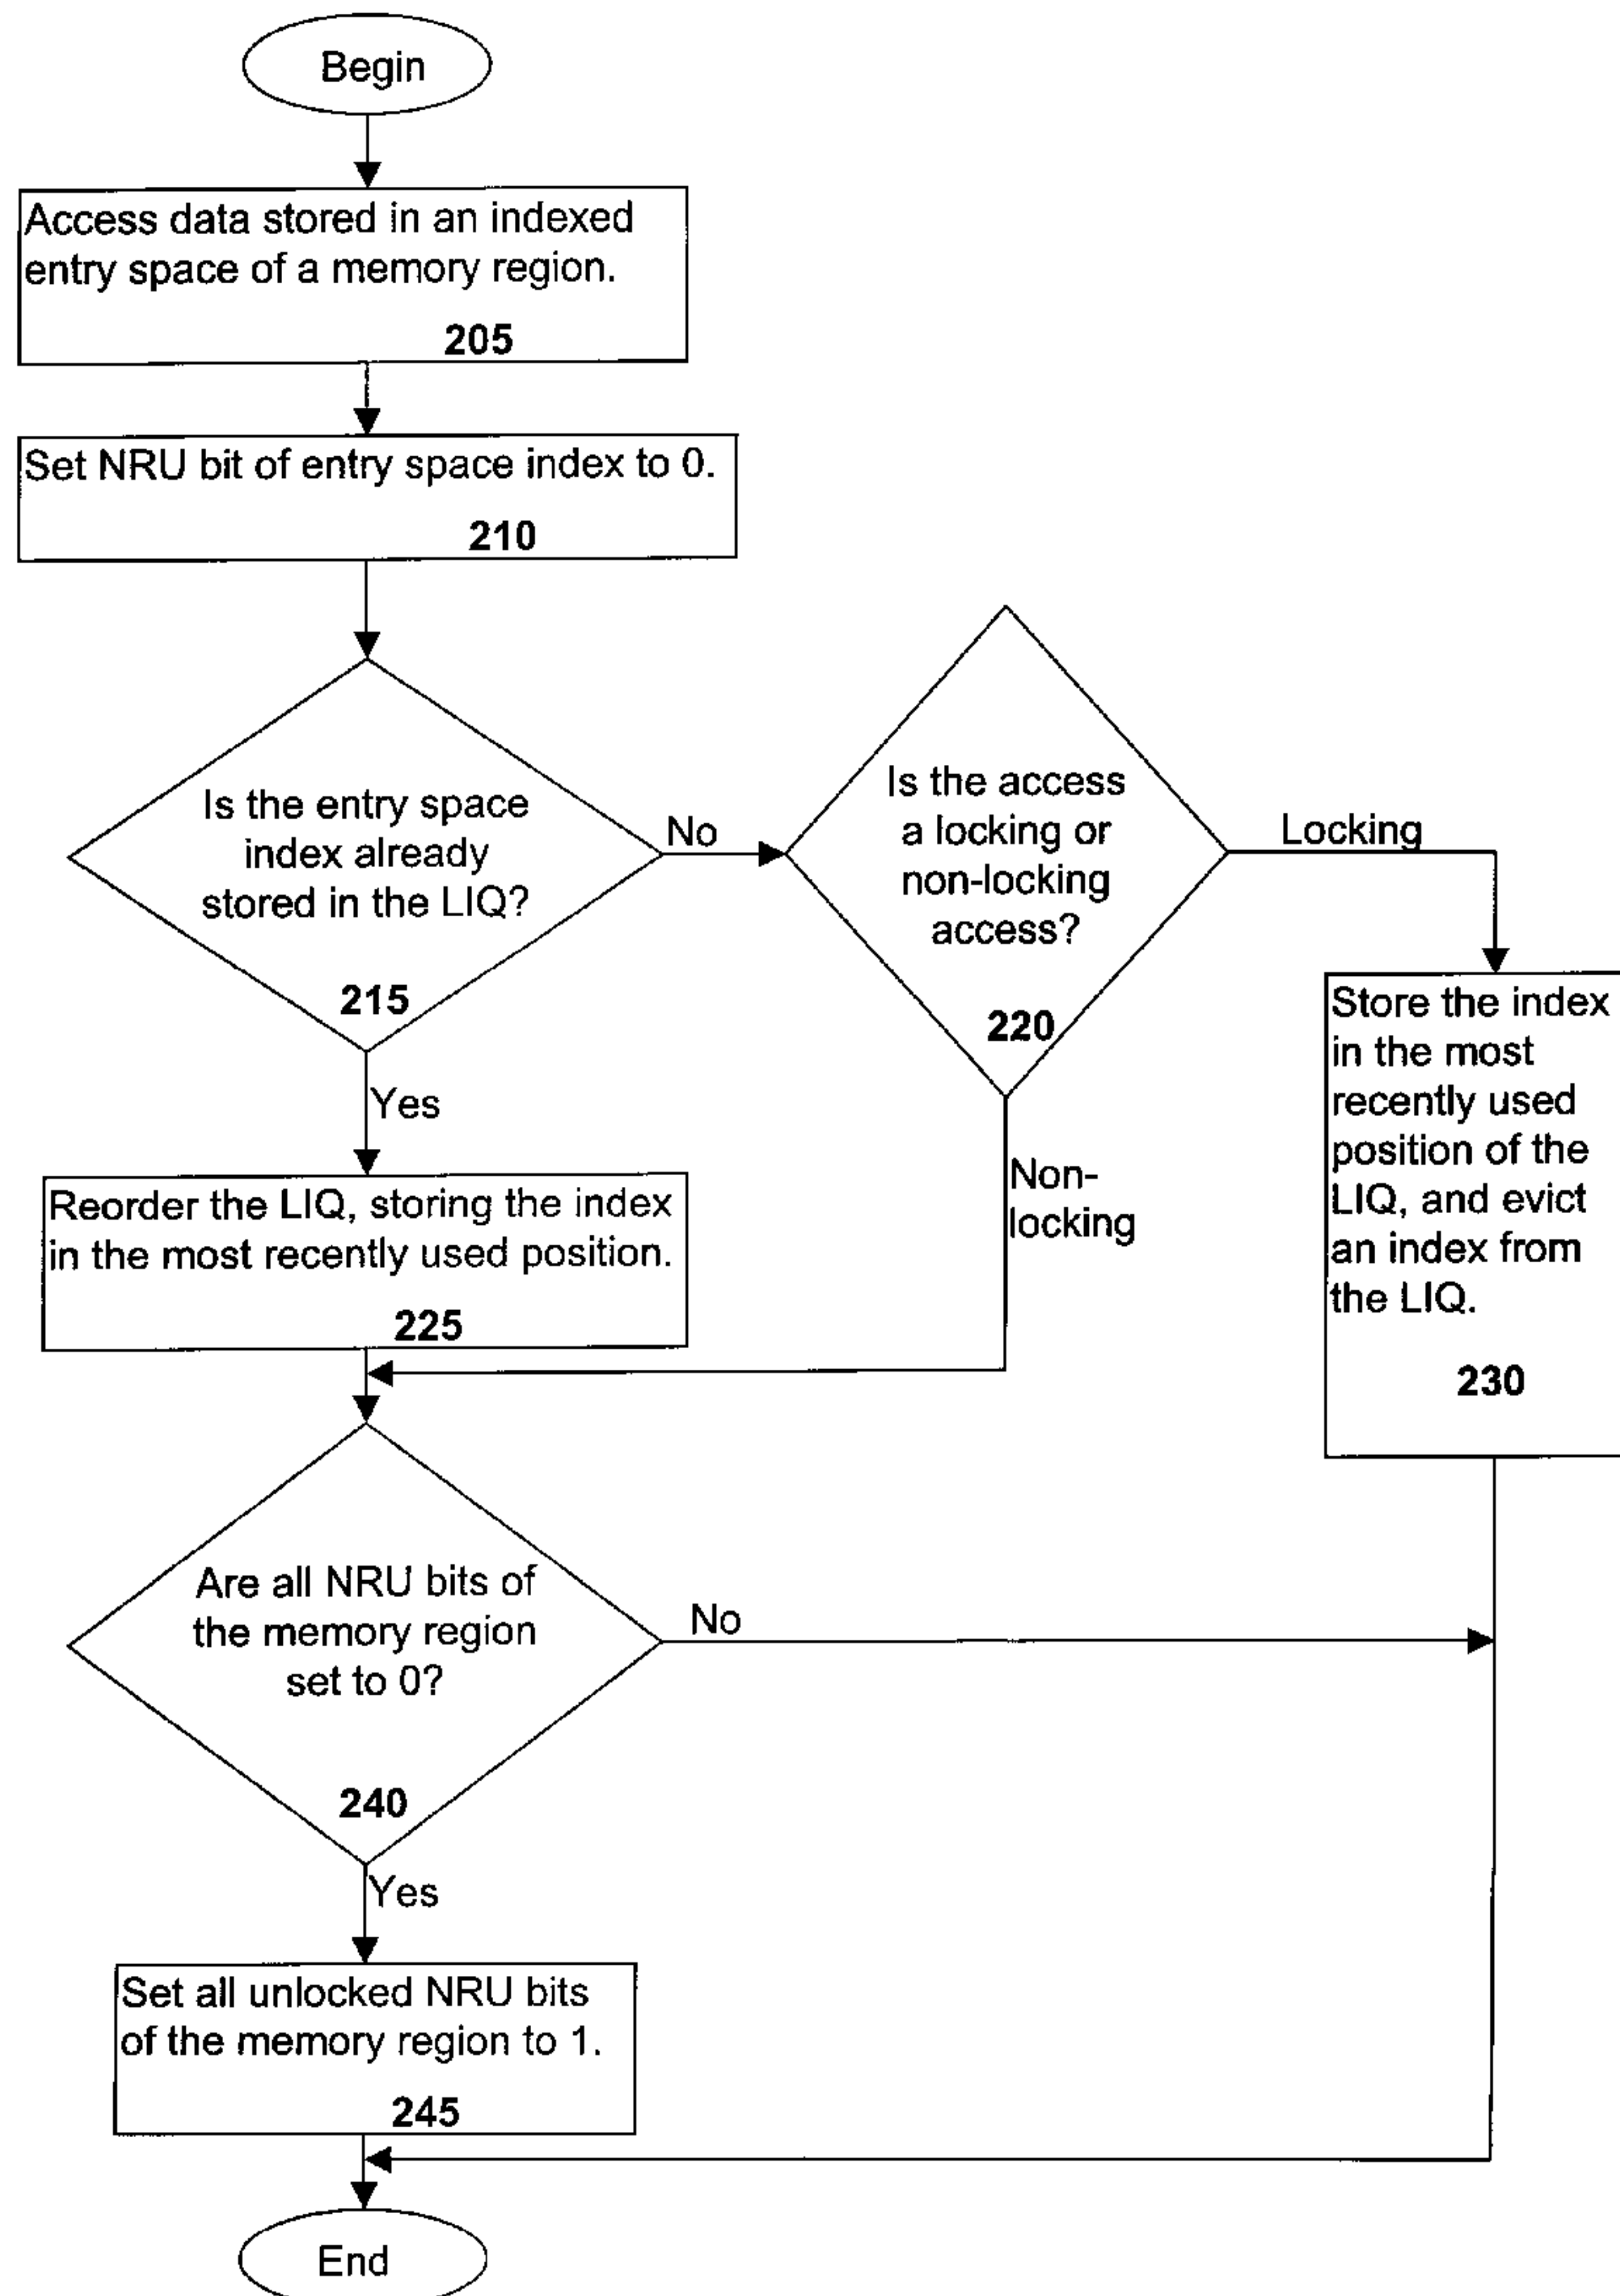 Begin
Access data stored in an indexed
entry space of a memory region.
205
Set NRU bit of entry space index to 0.
210
Is the entry space
index already
stored in the LIQ?
215
No
Is the access
a locking or
non-locking
access?
220
Locking
Store the index
in the most
recently used
position of the
LIQ, and evict
an index from
the LIQ.
230
Yes
Non-
locking
Reorder the LIQ, storing the index
in the most recently used position.
225
Are all NRU bits of
the memory region
set to 0?
240
No
Yes
Set all unlocked NRU bits
of the memory region to 1.
245
End